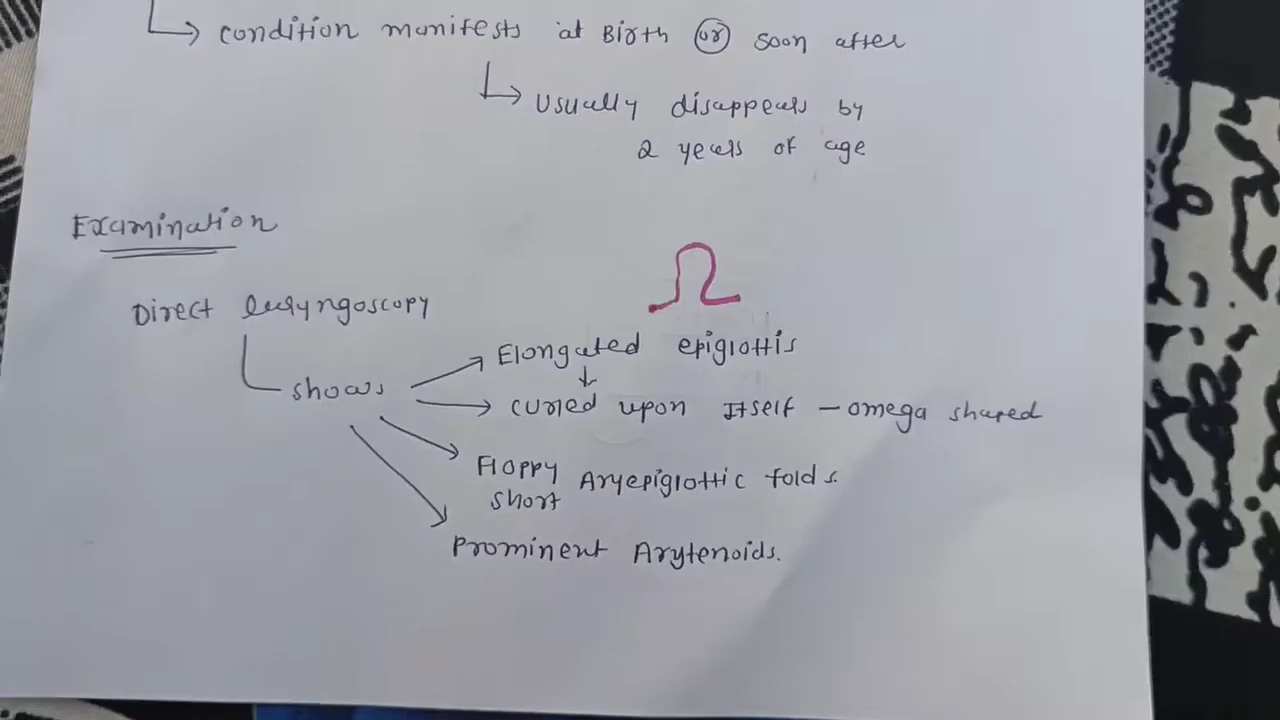 condition manifests at Birth or soon after
usually disappears by
2 years of age
Examination
Direct laryngoscopy
shows
Elongated epiglottis
curled upon Itself - omega shaped
Floppy
short Aryepiglottic folds.
Prominent Arytenoids.